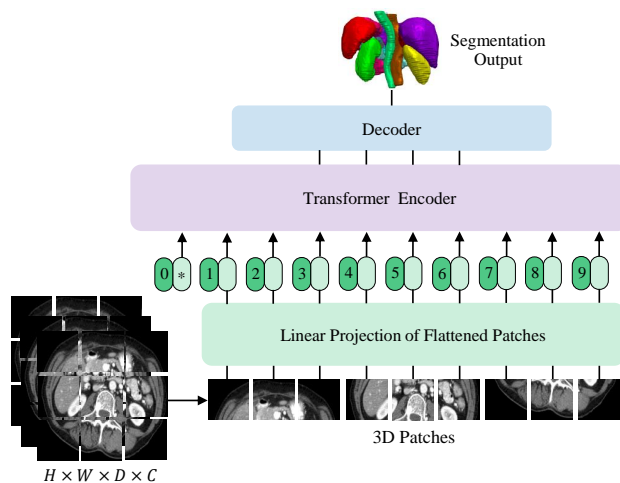 Segmentation
Output
Decoder
Transformer Encoder
0 * 1 2 3 4 5 6 7 8 9
Linear Projection of Flattened Patches
3D Patches
H × W × D × C